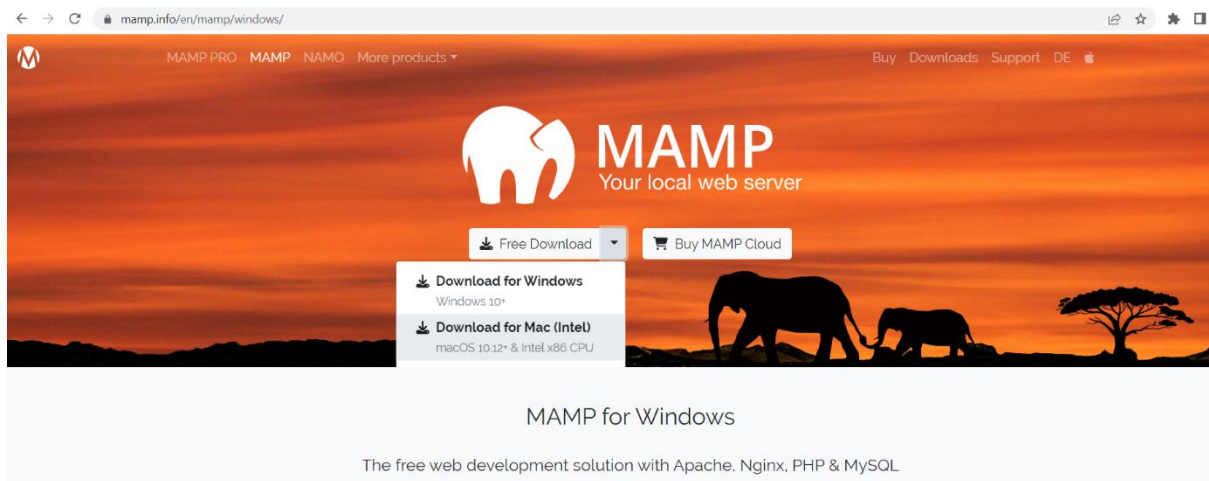 mamp.info/en/mamp/windows/
MAMP PRO MAMP NAMO More products Buy Downloads Support DE
MAMP
Your local web server
Free Download Buy MAMP Cloud
Download for Windows
Windows 10+
Download for Mac (Intel)
macOS 10.12+ & Intel x86 CPU
MAMP for Windows
The free web development solution with Apache, Nginx, PHP & MySQL